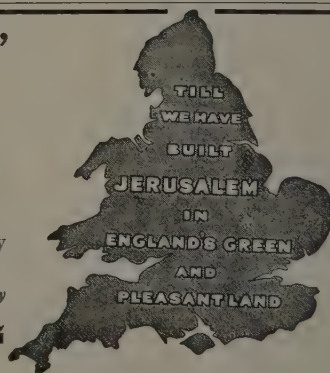 TILL
WE HAVE
BUILT
JERUSALEM
IN
ENGLAND'S GREEN
AND
PLEASANT LAND